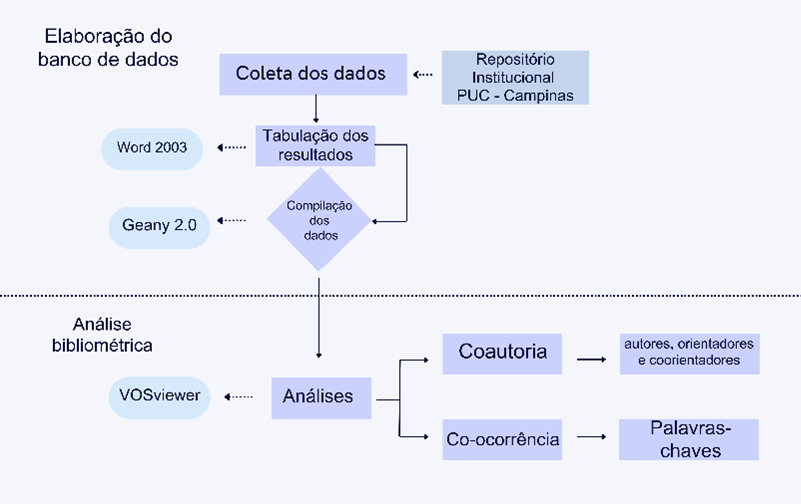 Elaboração do
banco de dados
Coleta dos dados
Repositório
Institucional
PUC - Campinas
Tabulação dos
resultados
Word 2003
Compilação
dos
dados
Geany 2.0
Análise
bibliométrica
Coautoria
autores, orientadores
e coorientadores
VOSviewer
Análises
Co-ocorrência
Palavras-
chaves